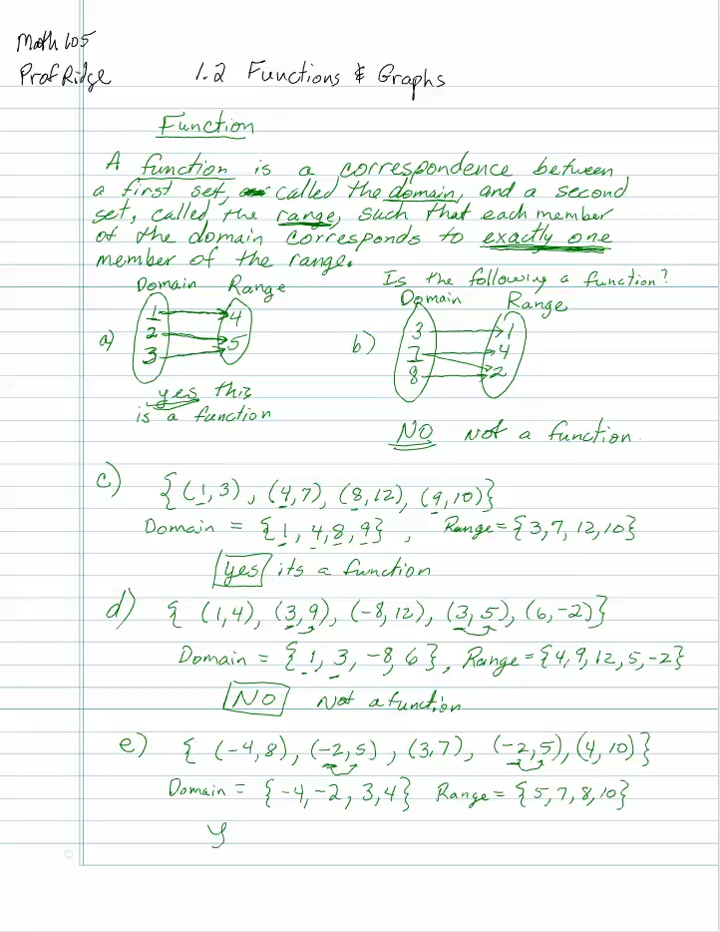 Math 105
Prof Ridge
1.2 Functions & Graphs
Function
A function is a correspondence between
a first set, called the domain, and a second
set, called the range, such that each member
of the domain corresponds to exactly one
member of the range.
Domain Range
1 4
a) 2 5
3
yes this
is a function
Is the following a function?
Domain Range
3 1
b) 7 4
8 2
NO Not a function.
c) {(1,3), (4,7), (8,12), (9,10)}
Domain = {1, 4, 8, 9}, Range = {3, 7, 12, 10}
yes its a function
d) { (1,4), (3,9), (-8,12), (3,5), (6,-2)}
Domain = {1, 3, -8, 6}, Range = {4, 9, 12, 5, -2}
NO Not a function
e) { (-4,8), (-2,5), (3,7), (-2,5), (4,10)}
Domain = {-4, -2, 3, 4} Range = {5, 7, 8, 10}
y